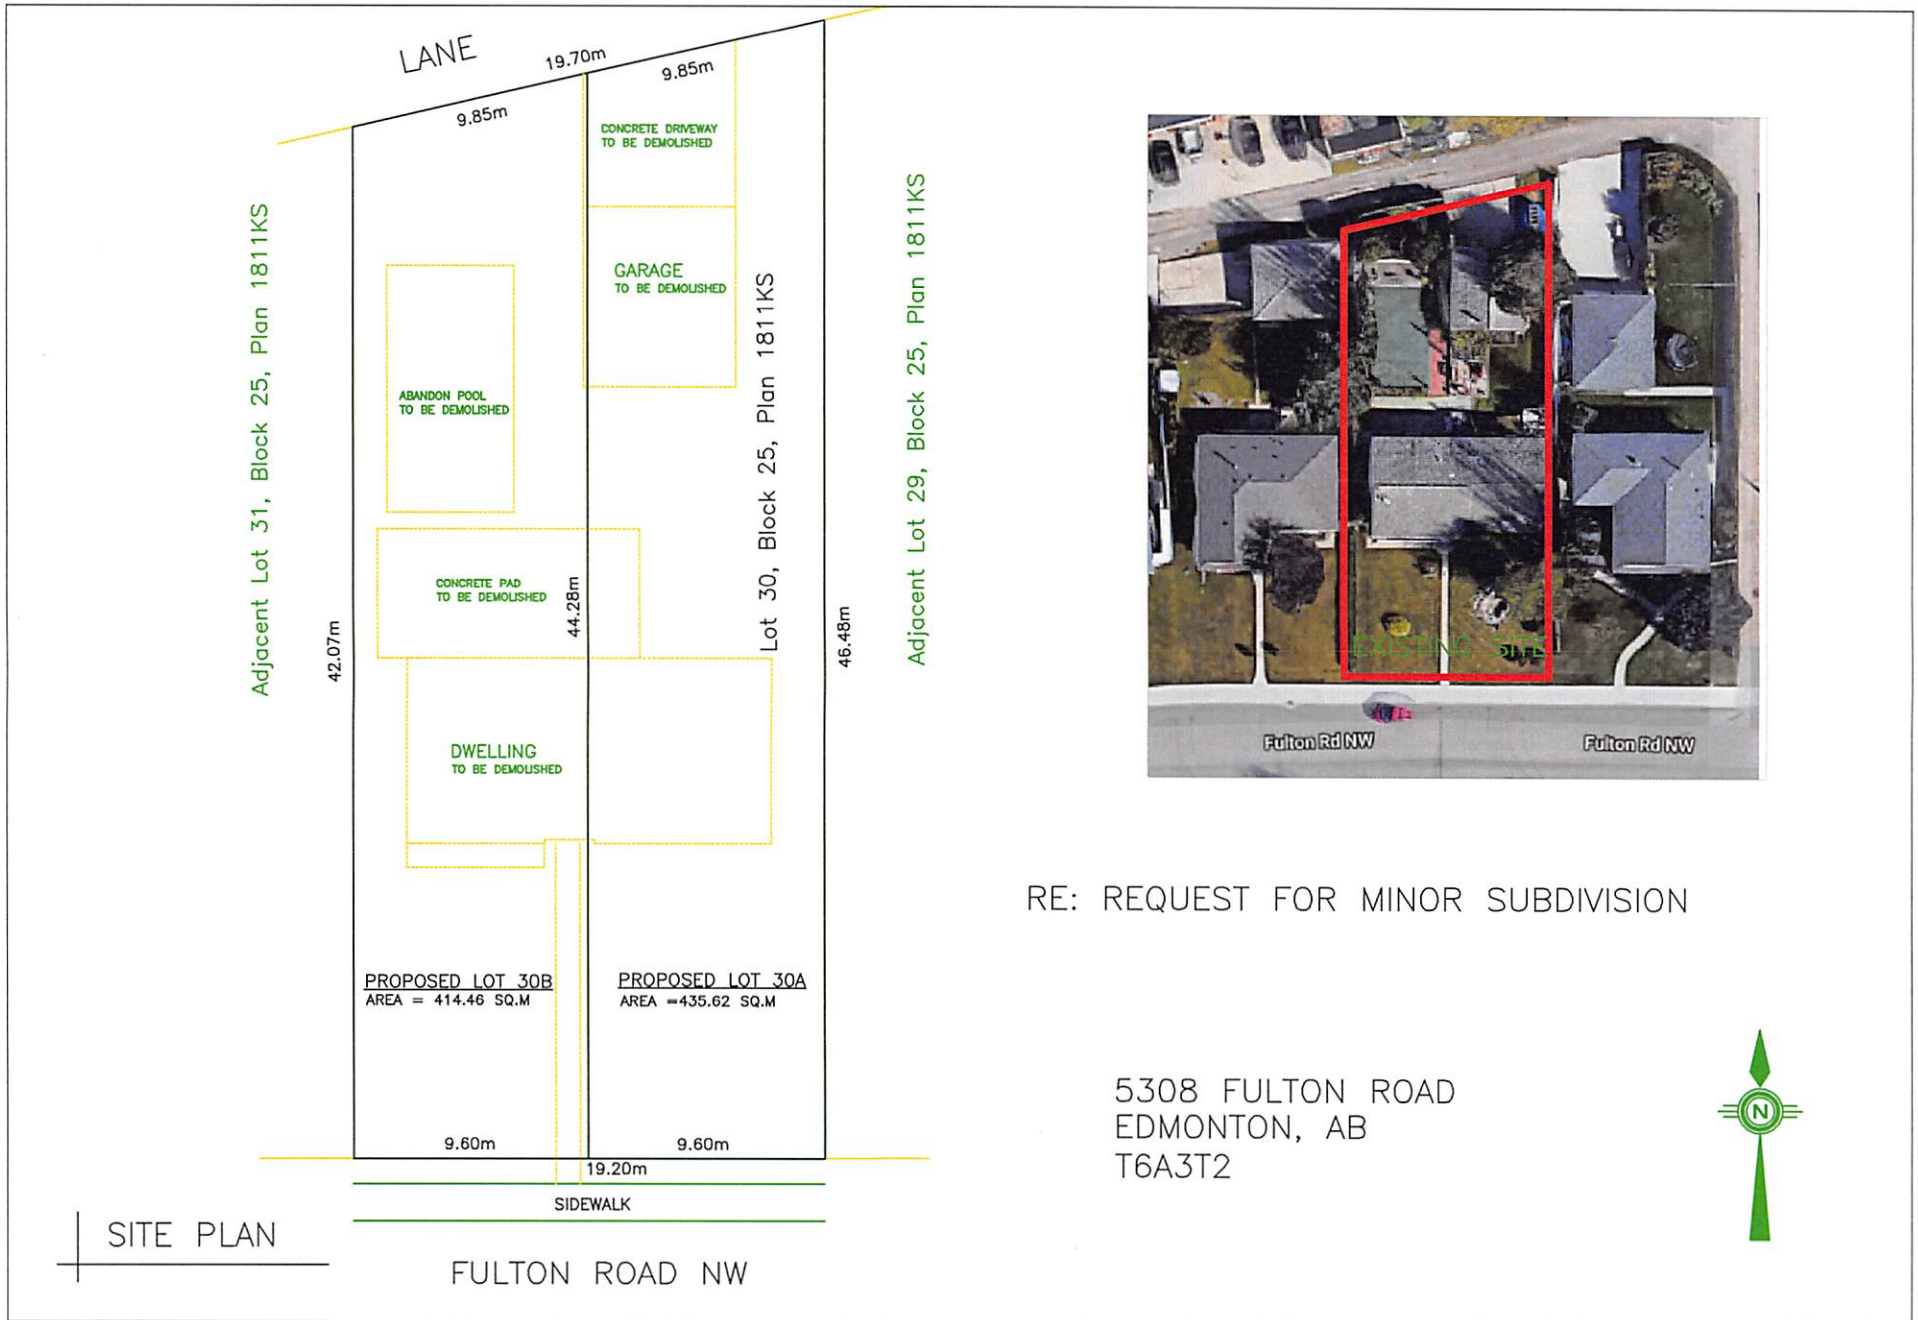 LANE
19.70m
9.85m
9.85m
CONCRETE DRIVEWAY
TO BE DEMOLISHED
GARAGE
TO BE DEMOLISHED
Adjacent Lot 31, Block 25, Plan 1811KS
ABANDON POOL
TO BE DEMOLISHED
Lot 30, Block 25, Plan 1811KS
Adjacent Lot 29, Block 25, Plan 1811KS
CONCRETE PAD
TO BE DEMOLISHED
42.07m
44.28m
46.48m
DWELLING
TO BE DEMOLISHED
PROPOSED LOT 30B
AREA = 414.46 SQ.M
PROPOSED LOT 30A
AREA =435.62 SQ.M
9.60m
9.60m
19.20m
SIDEWALK
SITE PLAN
FULTON ROAD NW
EXISTING SITE
Fulton Rd NW
Fulton Rd NW
RE: REQUEST FOR MINOR SUBDIVISION
5308 FULTON ROAD
EDMONTON, AB
T6A3T2
N